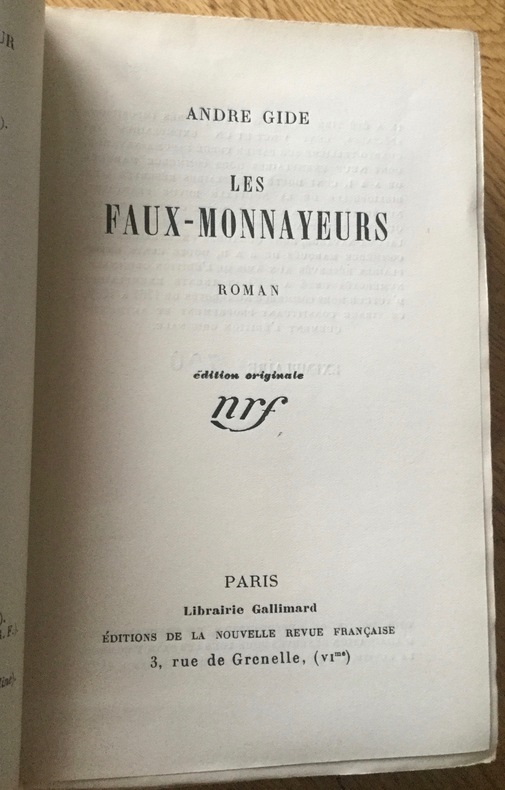 ANDRE GIDE
LES
FAUX-MONNAYEURS
ROMAN
édition originale
nrf
PARIS
Librairie Gallimard
ÉDITIONS DE LA NOUVELLE REVUE FRANÇAISE
3, rue de Grenelle, (VIme)